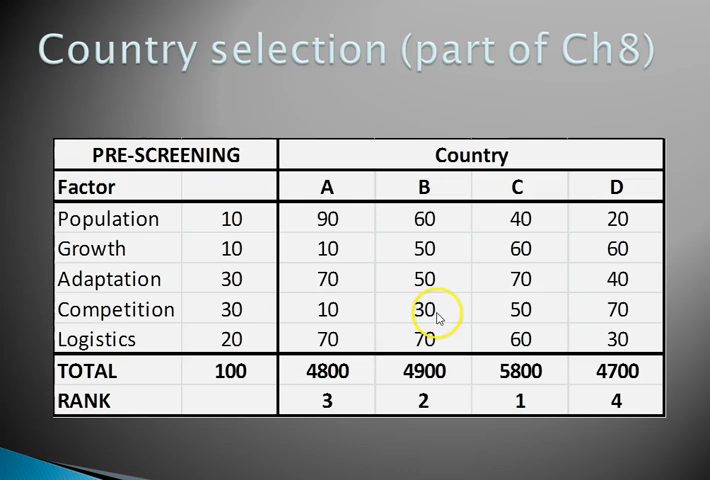 Country selection (part of Ch8)
PRE-SCREENING Country
Factor A B C D
Population 10 90 60 40 20
Growth 10 10 50 60 60
Adaptation 30 70 50 70 40
Competition 30 10 30 50 70
Logistics 20 70 70 60 30
TOTAL 100 4800 4900 5800 4700
RANK 3 2 1 4